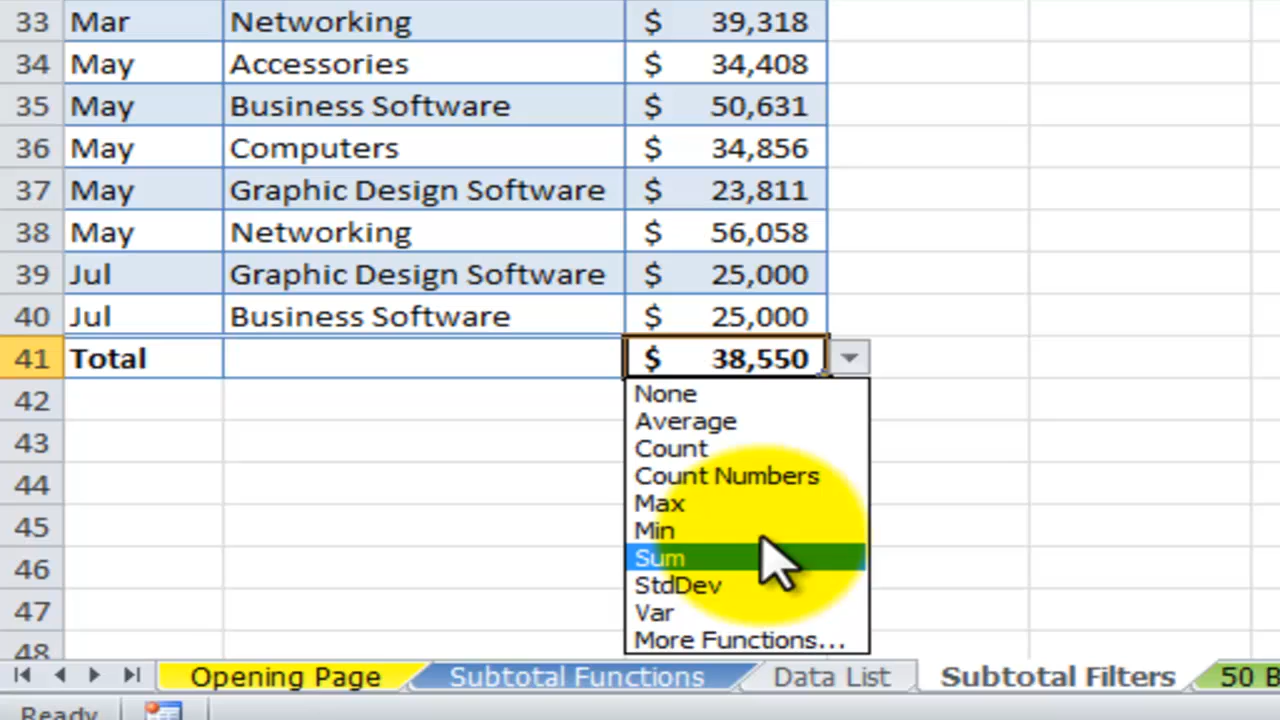 33 Mar Networking $ 39,318
34 May Accessories $ 34,408
35 May Business Software $ 50,631
36 May Computers $ 34,856
37 May Graphic Design Software $ 23,811
38 May Networking $ 56,058
39 Jul Graphic Design Software $ 25,000
40 Jul Business Software $ 25,000
41 Total $ 38,550
42 None
Average
43 Count
Count Numbers
44 Max
45 Min
46 Sum
StdDev
47 Var
48 More Functions...
Opening Page Subtotal Functions Data List Subtotal Filters 50 B
Ready